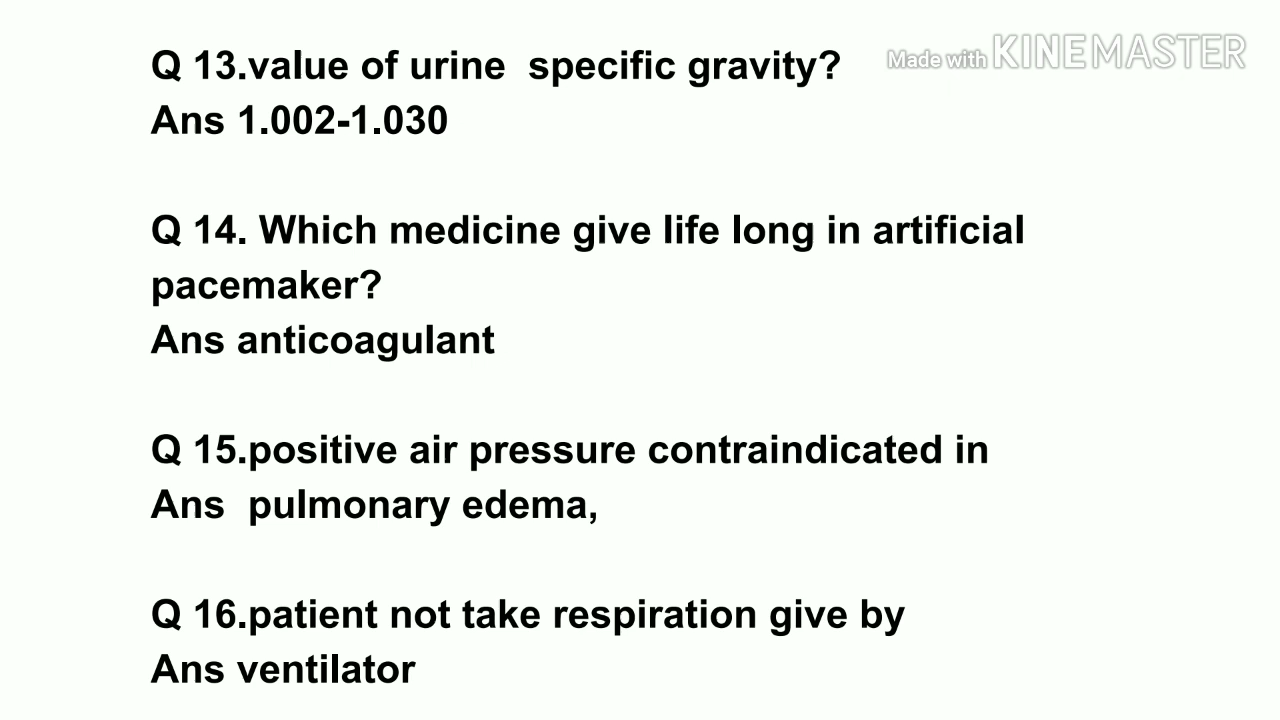 Q 13.value of urine  specific gravity?
Made with KINEMASTER
Ans 1.002-1.030
Q 14. Which medicine give life long in artificial
pacemaker?
Ans anticoagulant
Q 15.positive air pressure contraindicated in
Ans  pulmonary edema,
Q 16.patient not take respiration give by
Ans ventilator